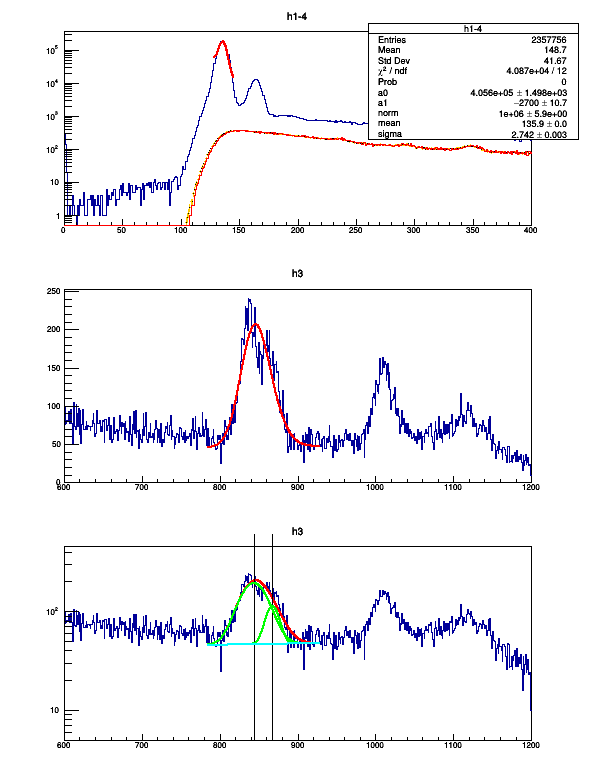 h1-4
h1-4
Entries 2357756
Mean 148.7
Std Dev 41.67
χ² / ndf 4.087e+04 / 12
Prob 0
a0 4.056e+05 ± 1.498e+03
a1 −2700 ± 10.7
norm 1e+06 ± 5.9e+00
mean 135.9 ± 0.0
sigma 2.742 ± 0.003
10⁵
10⁴
10³
10²
10
1
0 50 100 150 200 250 300 350 400
h3
250
200
150
100
50
0
600 700 800 900 1000 1100 1200
h3
10²
10
600 700 800 900 1000 1100 1200